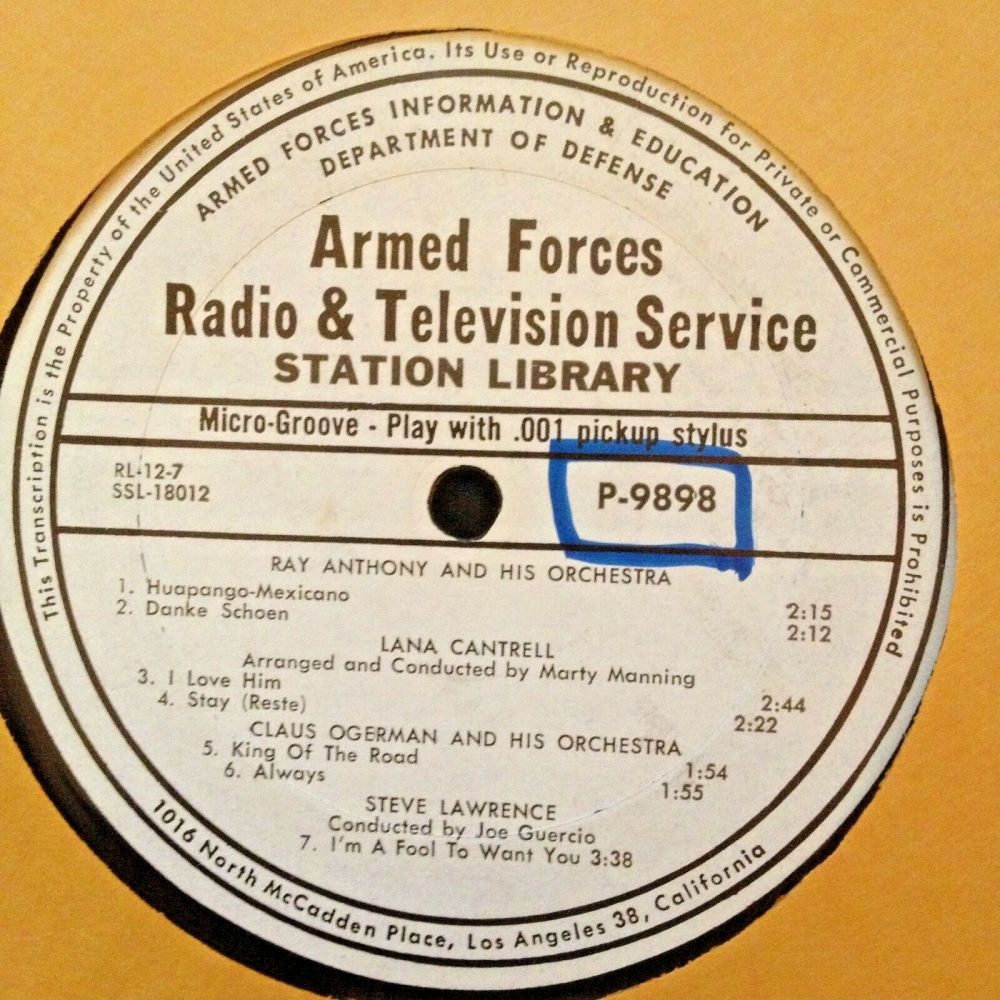 This Transcription is the Property of the United States of America. Its Use or Reproduction for Private or Commercial Purposes is Prohibited
ARMED FORCES INFORMATION & EDUCATION
DEPARTMENT OF DEFENSE
Armed Forces
Radio & Television Service
STATION LIBRARY
Micro-Groove - Play with .001 pickup stylus
RL-12-7
SSL-18012
P-9898
RAY ANTHONY AND HIS ORCHESTRA
1. Huapango-Mexicano 2:15
2. Danke Schoen 2:12
LANA CANTRELL
Arranged and Conducted by Marty Manning
3. I Love Him 2:44
4. Stay (Reste) 2:22
CLAUS OGERMAN AND HIS ORCHESTRA
5. King Of The Road 1:54
6. Always 1:55
STEVE LAWRENCE
Conducted by Joe Guercio
7. I'm A Fool To Want You 3:38
1016 North McCadden Place, Los Angeles 38, California